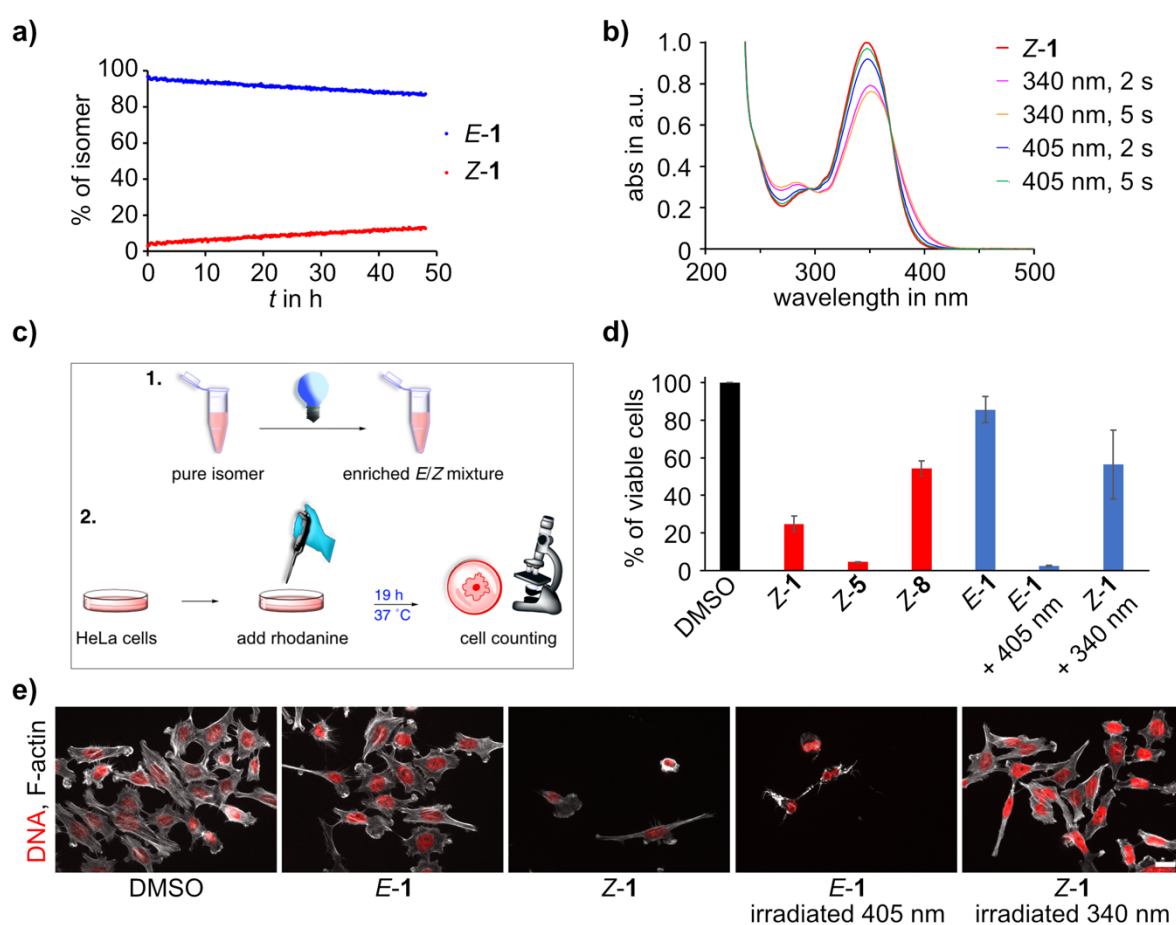 a)
% of isomer
100
80
60
40
20
0
0 10 20 30 40 50
t in h
E-1
Z-1
b)
abs in a.u.
1.0
0.8
0.6
0.4
0.2
0
200 300 400 500
wavelength in nm
Z-1
340 nm, 2 s
340 nm, 5 s
405 nm, 2 s
405 nm, 5 s
c)
1.
pure isomer enriched E/Z mixture
2.
19 h
37 °C
HeLa cells add rhodanine cell counting
d)
% of viable cells
100
80
60
40
20
0
DMSO
Z-1
Z-5
Z-8
E-1
E-1
+ 405 nm
Z-1
+ 340 nm
e)
DNA, F-actin
DMSO E-1 Z-1 E-1 Z-1
irradiated 405 nm irradiated 340 nm